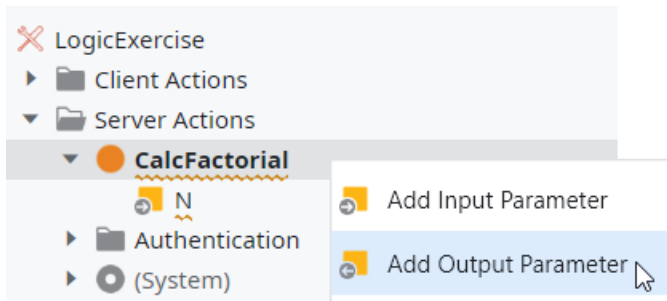 LogicExercise
Client Actions
Server Actions
CalcFactorial
N
Add Input Parameter
Authentication
Add Output Parameter
(System)